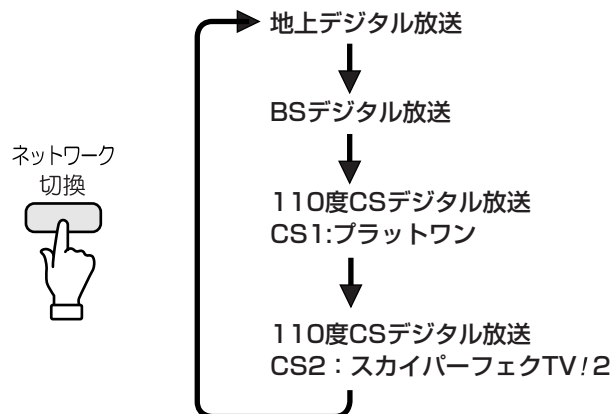 地上デジタル放送
BSデジタル放送
ネットワーク
切換
110度CSデジタル放送
CS1:プラットワン
110度CSデジタル放送
CS2：スカイパーフェクTV!2